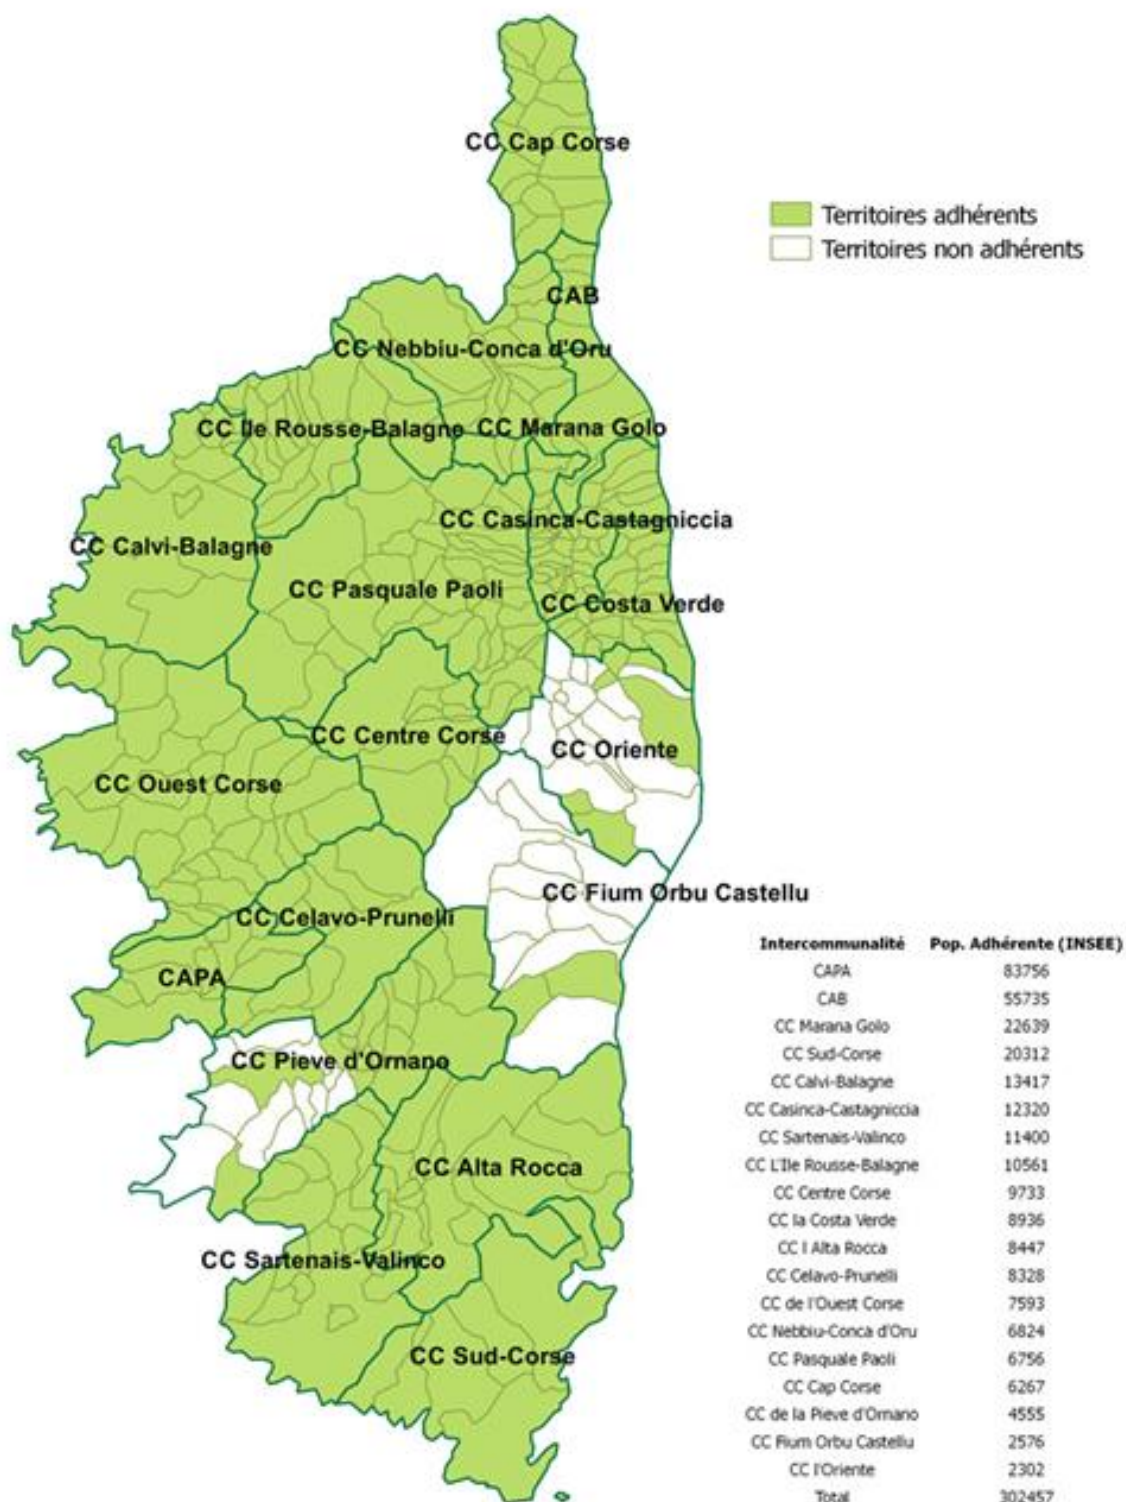 CC Cap Corse
Territoires adhérents
Territoires non adhérents
CAB
CC Nebbiu-Conca d'Oru
CC Ile Rousse-Balagne
CC Marana Golo
CC Casinca-Castagniccia
CC Calvi-Balagne
CC Pasquale Paoli
CC Costa Verde
CC Centre Corse
CC Oriente
CC Ouest Corse
CC Fium Orbu Castellu
CC Celavo-Prunelli
CAPA
CC Pieve d'Ornano
CC Alta Rocca
CC Sartenais-Valinco
CC Sud-Corse
Intercommunalité Pop. Adhérente (INSEE)
CAPA 83756
CAB 55735
CC Marana Golo 22639
CC Sud-Corse 20312
CC Calvi-Balagne 13417
CC Casinca-Castagniccia 12320
CC Sartenais-Valinco 11400
CC L'Ile Rousse-Balagne 10561
CC Centre Corse 9733
CC la Costa Verde 8936
CC l Alta Rocca 8447
CC Celavo-Prunelli 8328
CC de l'Ouest Corse 7593
CC Nebbiu-Conca d'Oru 6824
CC Pasquale Paoli 6756
CC Cap Corse 6267
CC de la Pieve d'Ornano 4555
CC Fium Orbu Castellu 2576
CC l'Oriente 2302
Total 302457